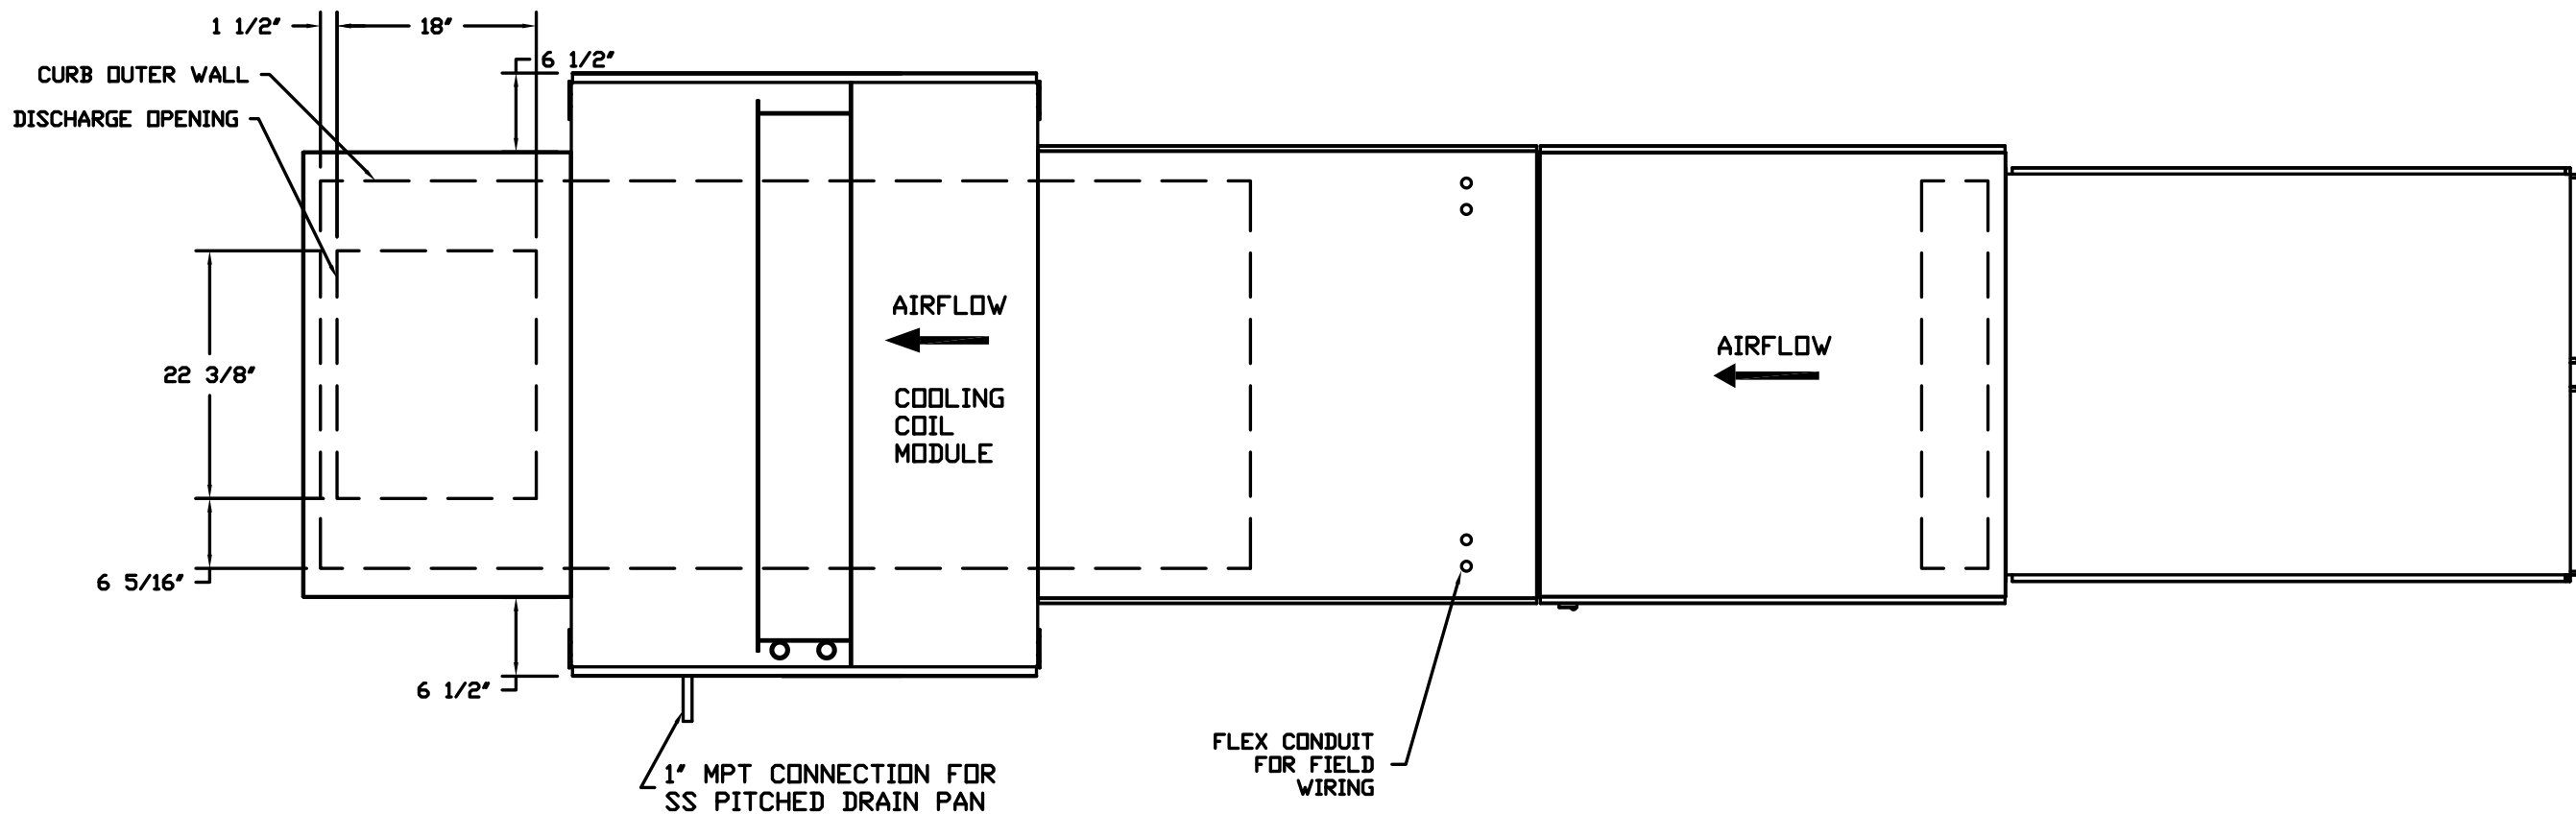 1 1/2"
18"
6 1/2"
CURB OUTER WALL
DISCHARGE OPENING
AIRFLOW
AIRFLOW
22 3/8"
COOLING
COIL
MODULE
6 5/16"
6 1/2"
FLEX CONDUIT
FOR FIELD
WIRING
1" MPT CONNECTION FOR
SS PITCHED DRAIN PAN